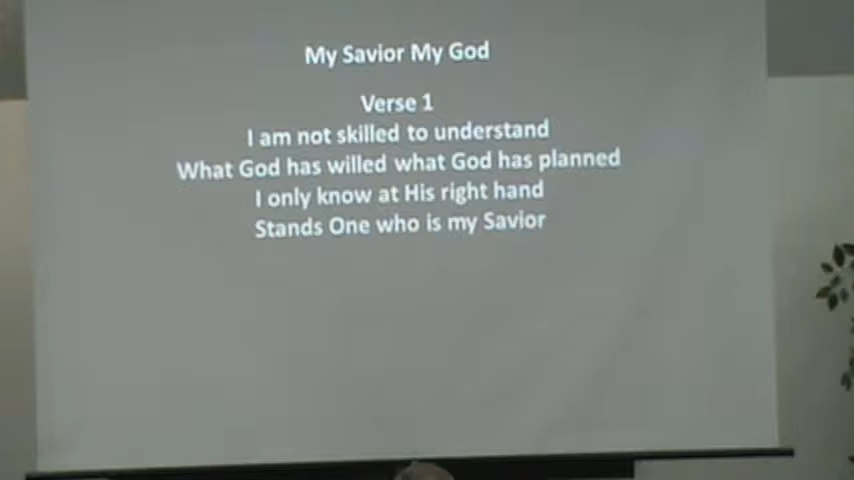 My Savior My God
Verse 1
I am not skilled to understand
What God has willed what God has planned
I only know at His right hand
Stands One who is my Savior